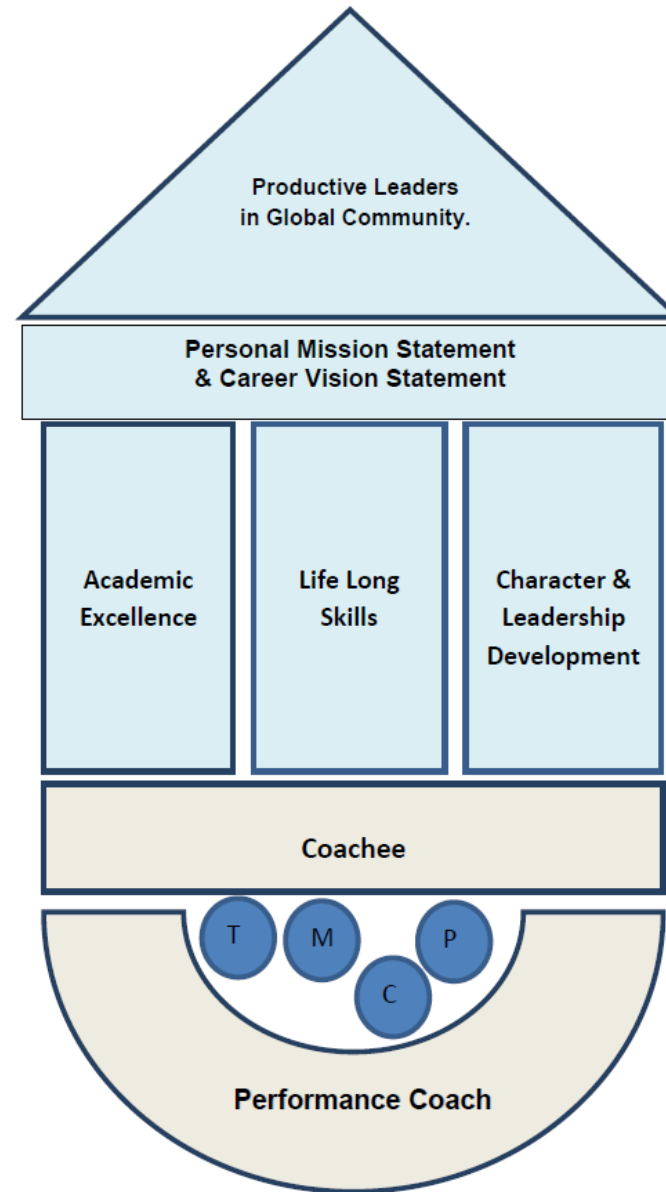 Productive Leaders
in Global Community.
Personal Mission Statement
& Career Vision Statement
Academic
Excellence
Life Long
Skills
Character &
Leadership
Development
Coachee
T
M
P
C
Performance Coach